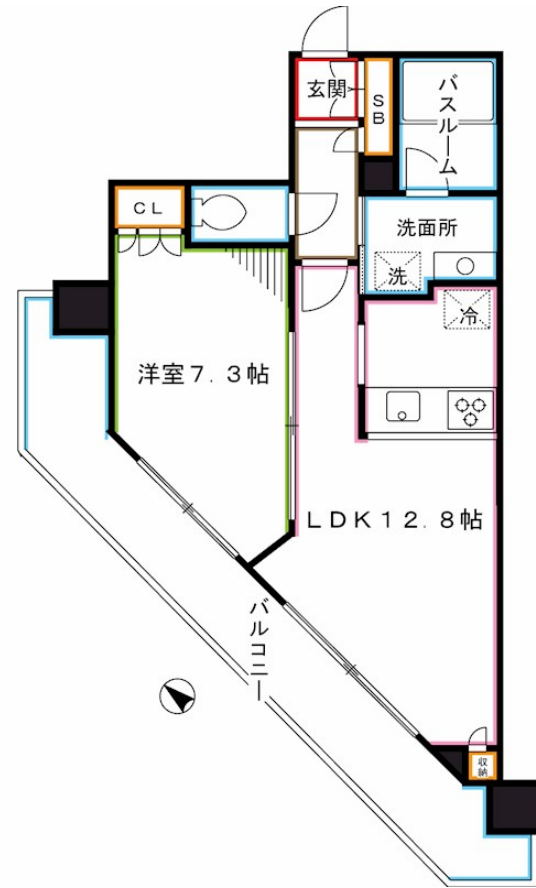 玄関
SB
バスルーム
CL
洗面所
洗
冷
洋室7.3帖
LDK12.8帖
バルコニー
収納